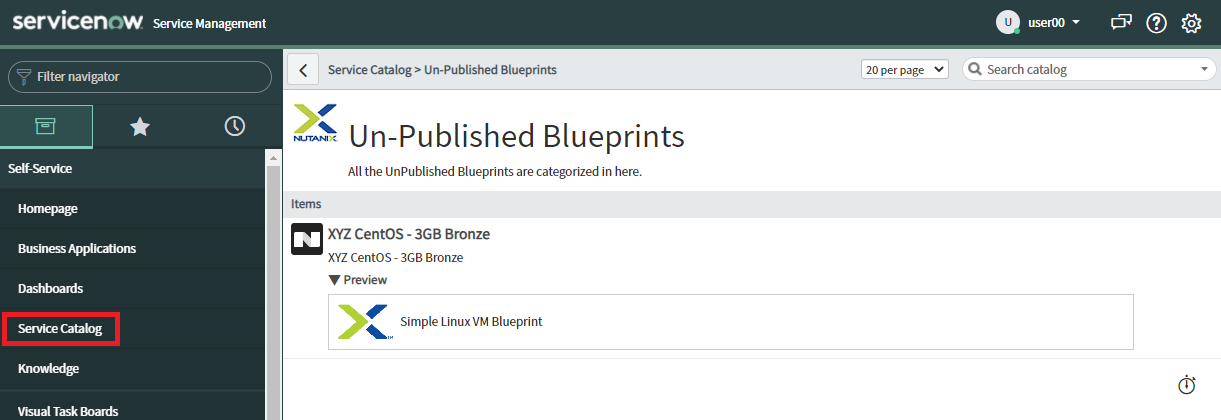 servicenow Service Management
U user00
Filter navigator
Service Catalog > Un-Published Blueprints
20 per page
Search catalog
NUTANIX
Un-Published Blueprints
All the UnPublished Blueprints are categorized in here.
Self-Service
Homepage
Business Applications
Dashboards
Service Catalog
Knowledge
Visual Task Boards
Items
N
XYZ CentOS - 3GB Bronze
XYZ CentOS - 3GB Bronze
Preview
Simple Linux VM Blueprint